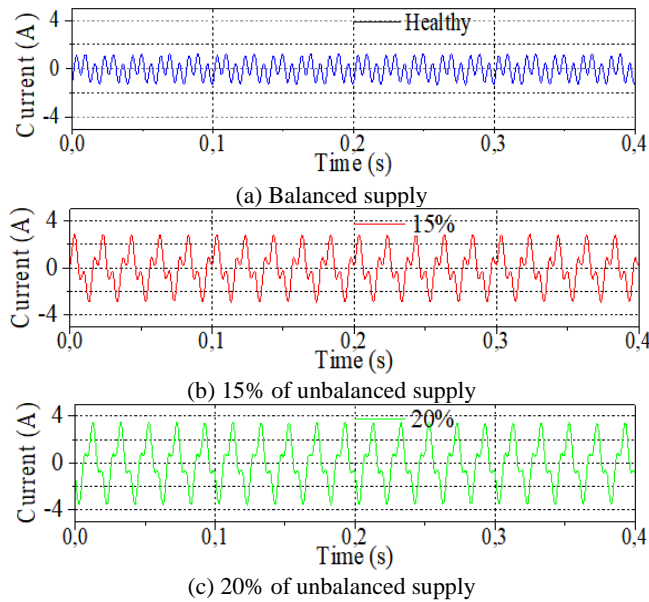 Current (A)
4
0
-4
Healthy
0,0 0,1 0,2 0,3 0,4
Time (s)
(a) Balanced supply
Current (A)
4
0
-4
15%
0,0 0,1 0,2 0,3 0,4
Time (s)
(b) 15% of unbalanced supply
Current (A)
4
0
-4
20%
0,0 0,1 0,2 0,3 0,4
Time (s)
(c) 20% of unbalanced supply